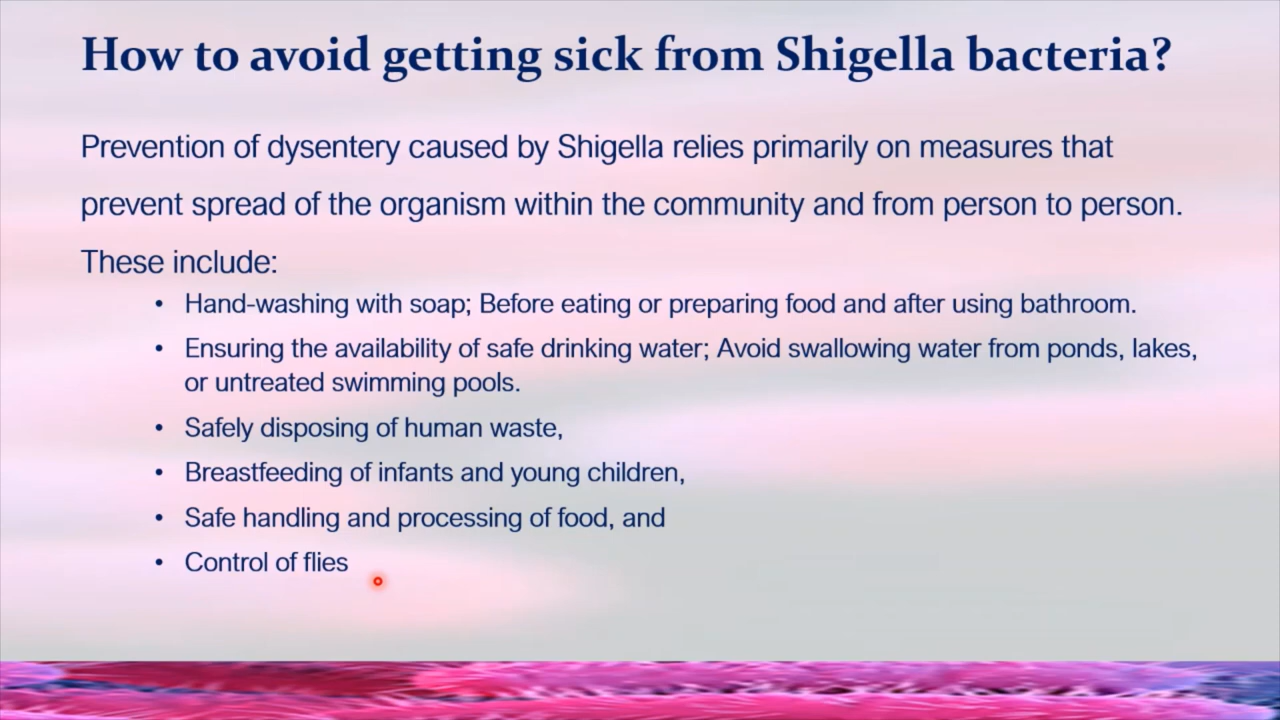 How to avoid getting sick from Shigella bacteria?
Prevention of dysentery caused by Shigella relies primarily on measures that
prevent spread of the organism within the community and from person to person.
These include:
• Hand-washing with soap; Before eating or preparing food and after using bathroom.
• Ensuring the availability of safe drinking water; Avoid swallowing water from ponds, lakes,
or untreated swimming pools.
• Safely disposing of human waste,
• Breastfeeding of infants and young children,
• Safe handling and processing of food, and
• Control of flies